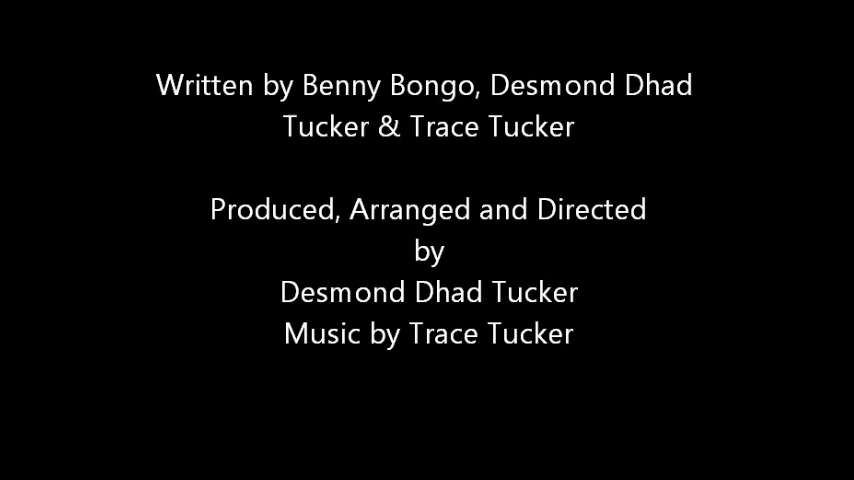 Written by Benny Bongo, Desmond Dhad
Tucker & Trace Tucker
Produced, Arranged and Directed
by
Desmond Dhad Tucker
Music by Trace Tucker